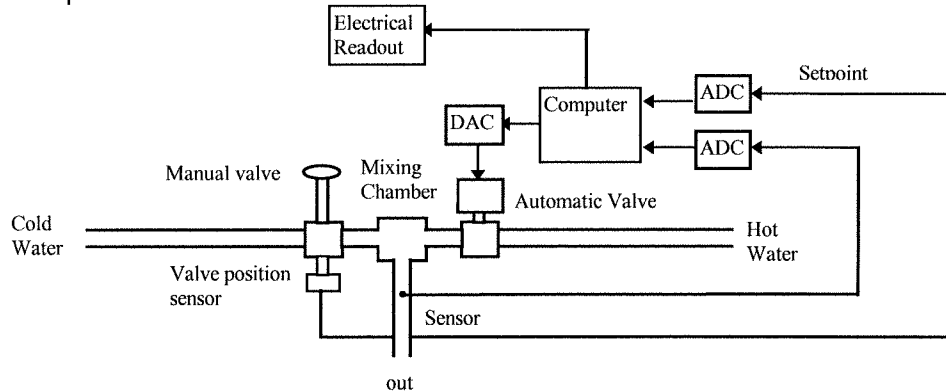 Electrical
Readout
Setpoint
Computer
ADC
DAC
ADC
Manual valve
Mixing
Chamber
Automatic Valve
Cold
Water
Hot
Water
Valve position
sensor
Sensor
out